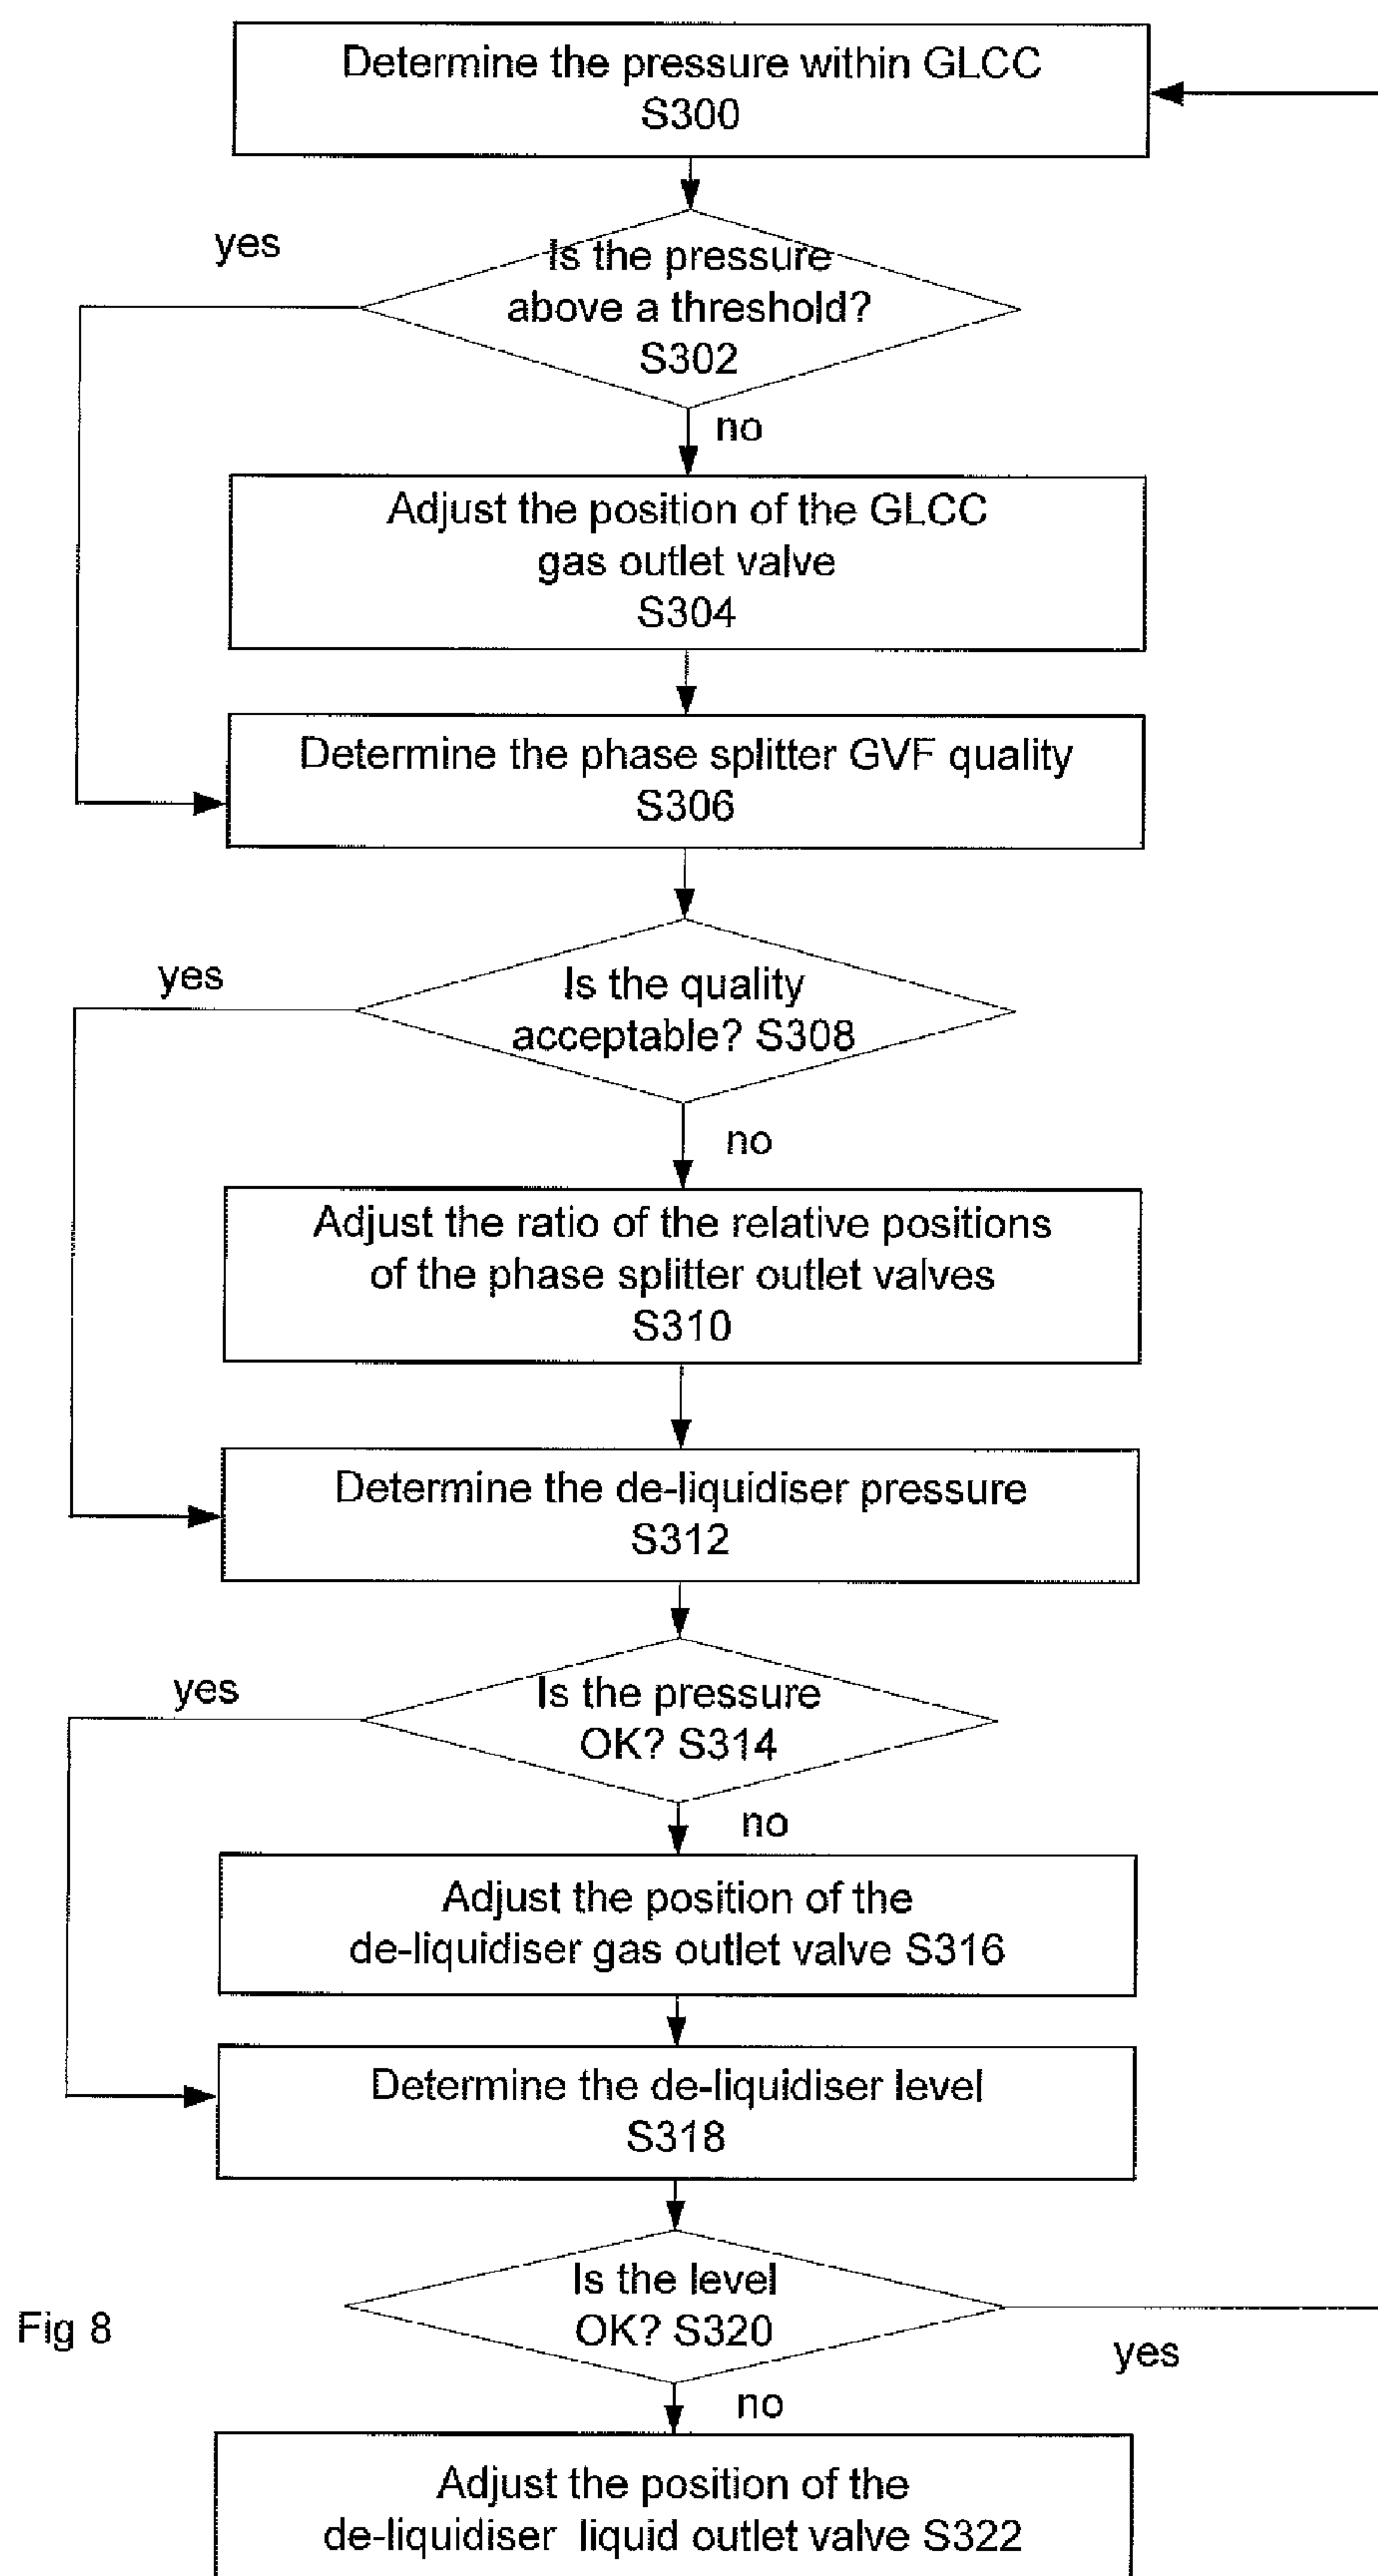 Determine the pressure within GLCC
S300
yes
Is the pressure
above a threshold?
S302
no
Adjust the position of the GLCC
gas outlet valve
S304
Determine the phase splitter GVF quality
S306
yes
Is the quality
acceptable? S308
no
Adjust the ratio of the relative positions
of the phase splitter outlet valves
S310
Determine the de-liquidiser pressure
S312
yes
Is the pressure
OK? S314
no
Adjust the position of the
de-liquidiser gas outlet valve S316
Determine the de-liquidiser level
S318
Is the level
OK? S320
Fig 8
yes
no
Adjust the position of the
de-liquidiser liquid outlet valve S322